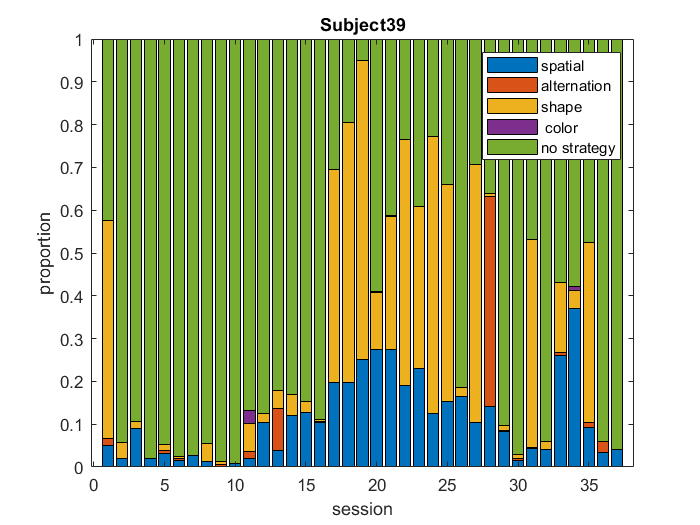 Subject39
1
0.9
0.8
0.7
0.6
0.5
0.4
0.3
0.2
0.1
0
proportion
spatial
alternation
shape
color
no strategy
0 5 10 15 20 25 30 35
session